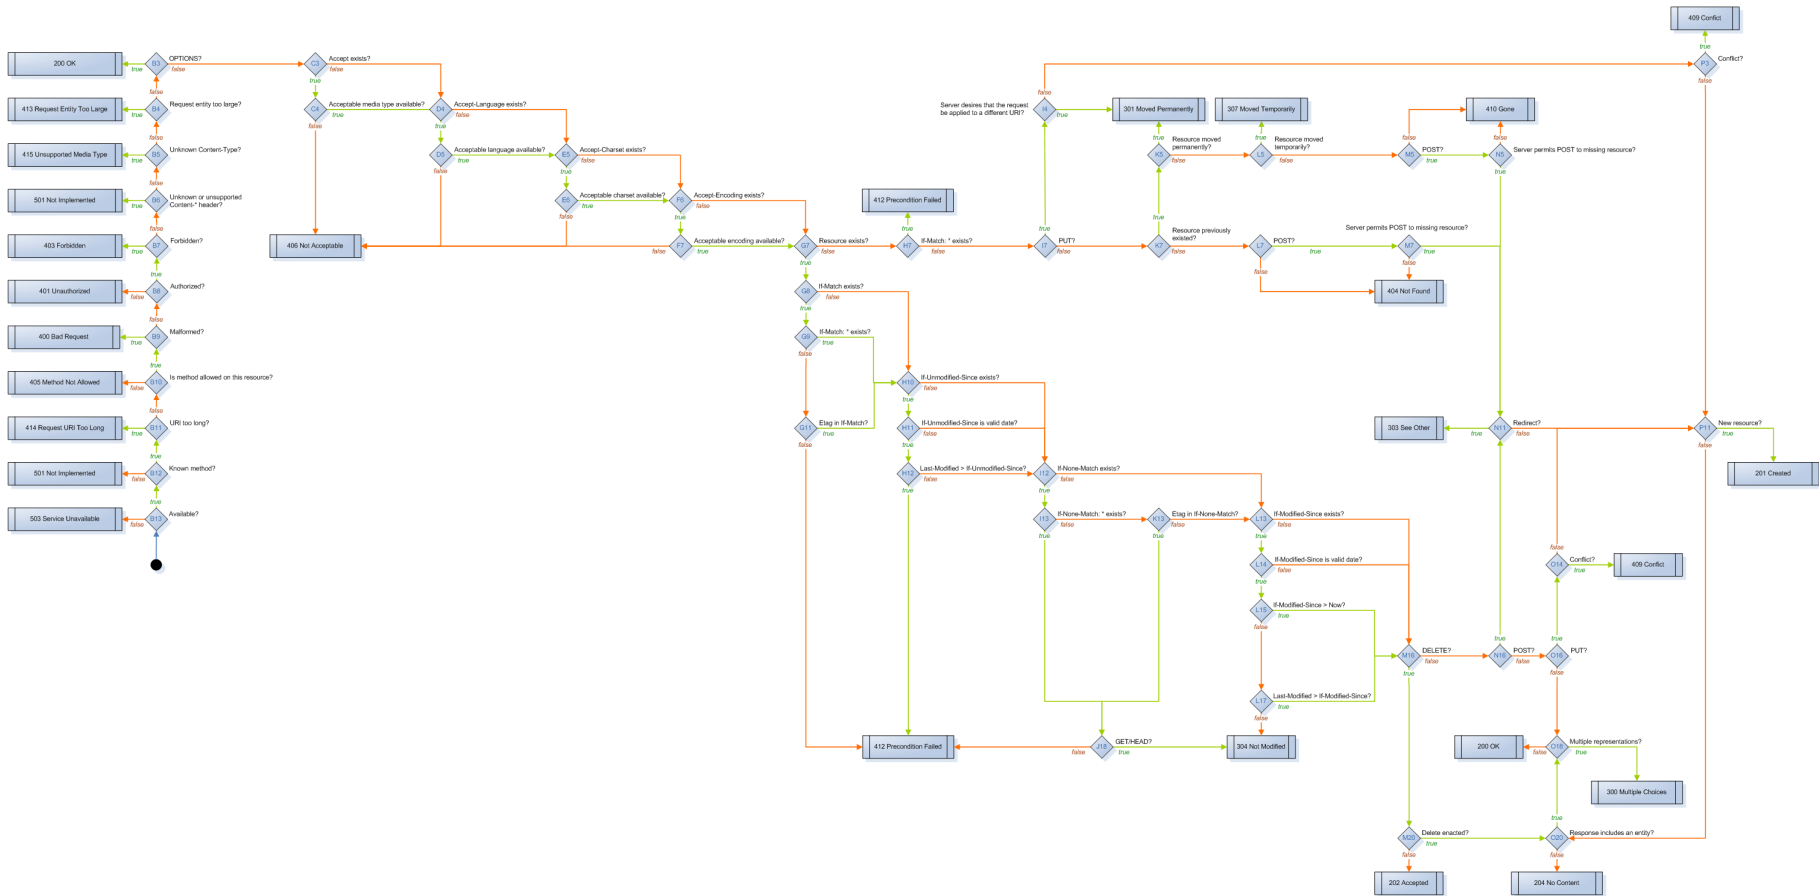 409 Confict
P3
Conflict?
true
false
200 OK
true
B3
OPTIONS?
false
C3
Accept exists?
false
true
413 Request Entity Too Large
true
B4
Request entity too large?
false
C4
Acceptable media type available?
true
false
D4
Accept-Language exists?
false
true
Server desires that the request
be applied to a different URI?
I4
false
true
301 Moved Permanently
307 Moved Temporarily
410 Gone
415 Unsupported Media Type
true
B5
Unknown Content-Type?
false
D5
Acceptable language available?
true
false
E5
Accept-Charset exists?
false
true
true
K5
Resource moved
permanently?
false
true
L5
Resource moved
temporarily?
false
false
M5
POST?
true
false
N5
Server permits POST to missing resource?
true
501 Not Implemented
true
B6
Unknown or unsupported
Content-* header?
false
E6
Acceptable charset available?
true
false
F6
Accept-Encoding exists?
false
true
412 Precondition Failed
403 Forbidden
true
B7
Forbidden?
false
406 Not Acceptable
false
F7
Acceptable encoding available?
true
G7
Resource exists?
false
true
true
H7
If-Match: * exists?
false
true
I7
PUT?
false
true
K7
Resource previously
existed?
false
L7
POST?
true
false
Server permits POST to missing resource?
M7
true
false
401 Unauthorized
false
B8
Authorized?
true
G8
If-Match exists?
false
true
404 Not Found
400 Bad Request
true
B9
Malformed?
false
G9
If-Match: * exists?
true
false
405 Method Not Allowed
false
B10
Is method allowed on this resource?
true
H10
If-Unmodified-Since exists?
false
true
414 Request URI Too Long
true
B11
URI too long?
false
G11
Etag in If-Match?
true
false
H11
If-Unmodified-Since is valid date?
false
true
303 See Other
true
N11
Redirect?
false
P11
New resource?
true
false
501 Not Implemented
false
B12
Known method?
true
H12
Last-Modified > If-Unmodified-Since?
false
true
I12
If-None-Match exists?
false
true
201 Created
503 Service Unavailable
false
B13
Available?
true
I13
If-None-Match: * exists?
false
true
K13
Etag in If-None-Match?
false
true
L13
If-Modified-Since exists?
false
true
L14
If-Modified-Since is valid date?
false
true
false
O14
Conflict?
true
409 Confict
L15
If-Modified-Since > Now?
true
false
M16
DELETE?
false
true
true
N16
POST?
false
true
O16
PUT?
false
L17
Last-Modified > If-Modified-Since?
true
false
412 Precondition Failed
false
J18
GET/HEAD?
true
304 Not Modified
200 OK
false
O18
Multiple representations?
true
300 Multiple Choices
true
M20
Delete enacted?
true
false
O20
Response includes an entity?
false
202 Accepted
204 No Content